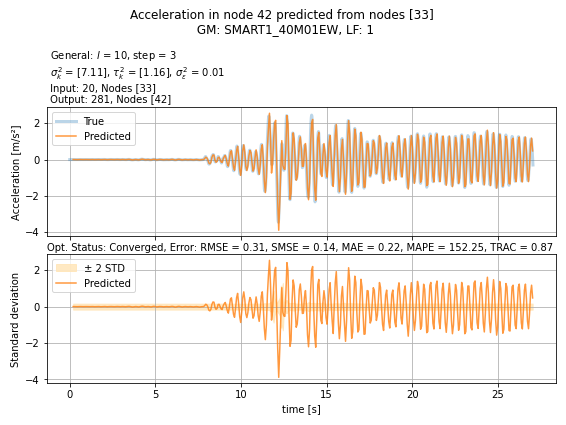 Acceleration in node 42 predicted from nodes [33]
GM: SMART1_40M01EW, LF: 1
General: l = 10, step = 3
σ²ₖ = [7.11], τ²ₖ = [1.16], σ²ε = 0.01
Input: 20, Nodes [33]
Output: 281, Nodes [42]
True
Predicted
Acceleration [m/s²]
2
0
−2
−4
Opt. Status: Converged, Error: RMSE = 0.31, SMSE = 0.14, MAE = 0.22, MAPE = 152.25, TRAC = 0.87
± 2 STD
Predicted
Standard deviation
2
0
−2
−4
0 5 10 15 20 25
time [s]